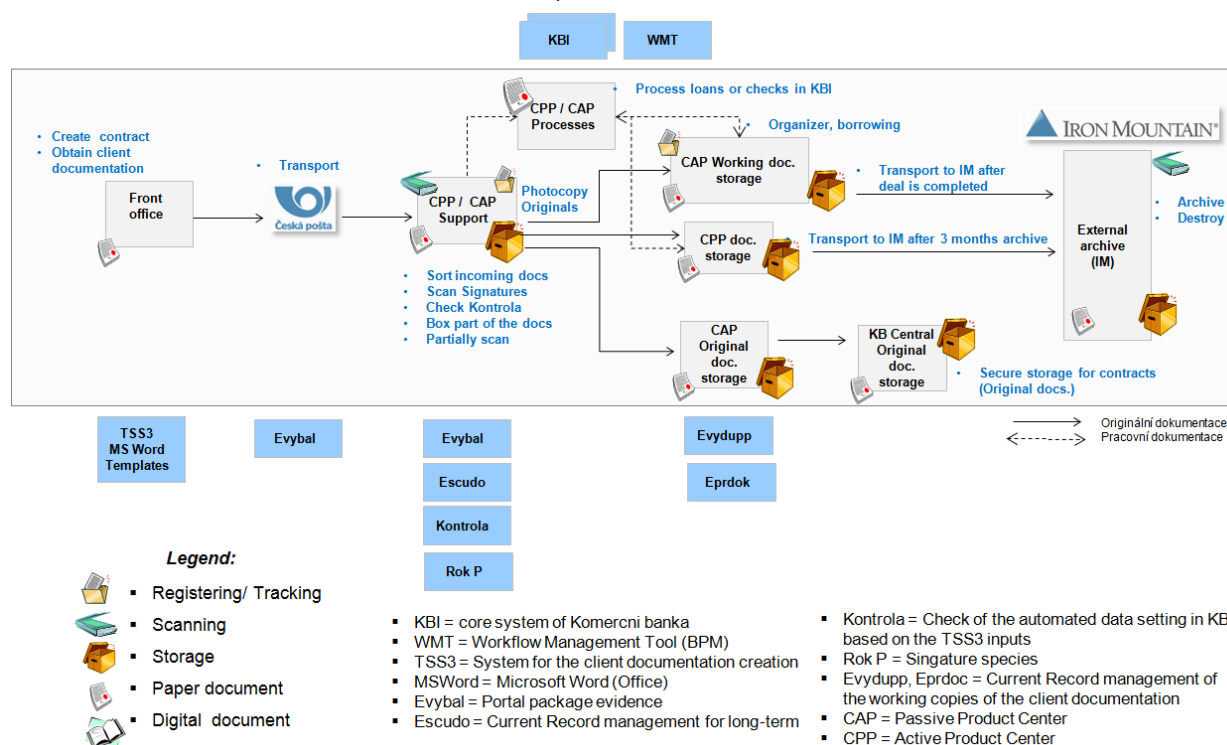 KBI
WMT
• Process loans or checks in KBI
CPP / CAP
Processes
• Organizer, borrowing
IRON MOUNTAIN®
• Create contract
• Obtain client
documentation
• Transport
CAP Working doc.
storage
• Transport to IM after
deal is completed
Front
office
Česká pošta
CPP / CAP
Support
Photocopy
Originals
• Archive
• Destroy
CPP doc.
storage
• Transport to IM after 3 months archive
External
archive
(IM)
• Sort incoming docs
• Scan Signatures
• Check Kontrola
• Box part of the docs
• Partially scan
CAP
Original
doc.
storage
KB Central
Original
doc.
storage
• Secure storage for contracts
(Original docs.)
TSS3
MS Word
Templates
Evybal
Evybal
Evydupp
Originální dokumentace
Pracovní dokumentace
Escudo
Eprdok
Kontrola
Rok P
Legend:
▪ Registering/ Tracking
▪ Scanning
▪ Storage
▪ Paper document
▪ Digital document
▪ KBI = core system of Komercni banka
▪ WMT = Workflow Management Tool (BPM)
▪ TSS3 = System for the client documentation creation
▪ MSWord = Microsoft Word (Office)
▪ Evybal = Portal package evidence
▪ Escudo = Current Record management for long-term
▪ Kontrola = Check of the automated data setting in KB
based on the TSS3 inputs
▪ Rok P = Singature species
▪ Evydupp, Eprdoc = Current Record management of
the working copies of the client documentation
▪ CAP = Passive Product Center
▪ CPP = Active Product Center